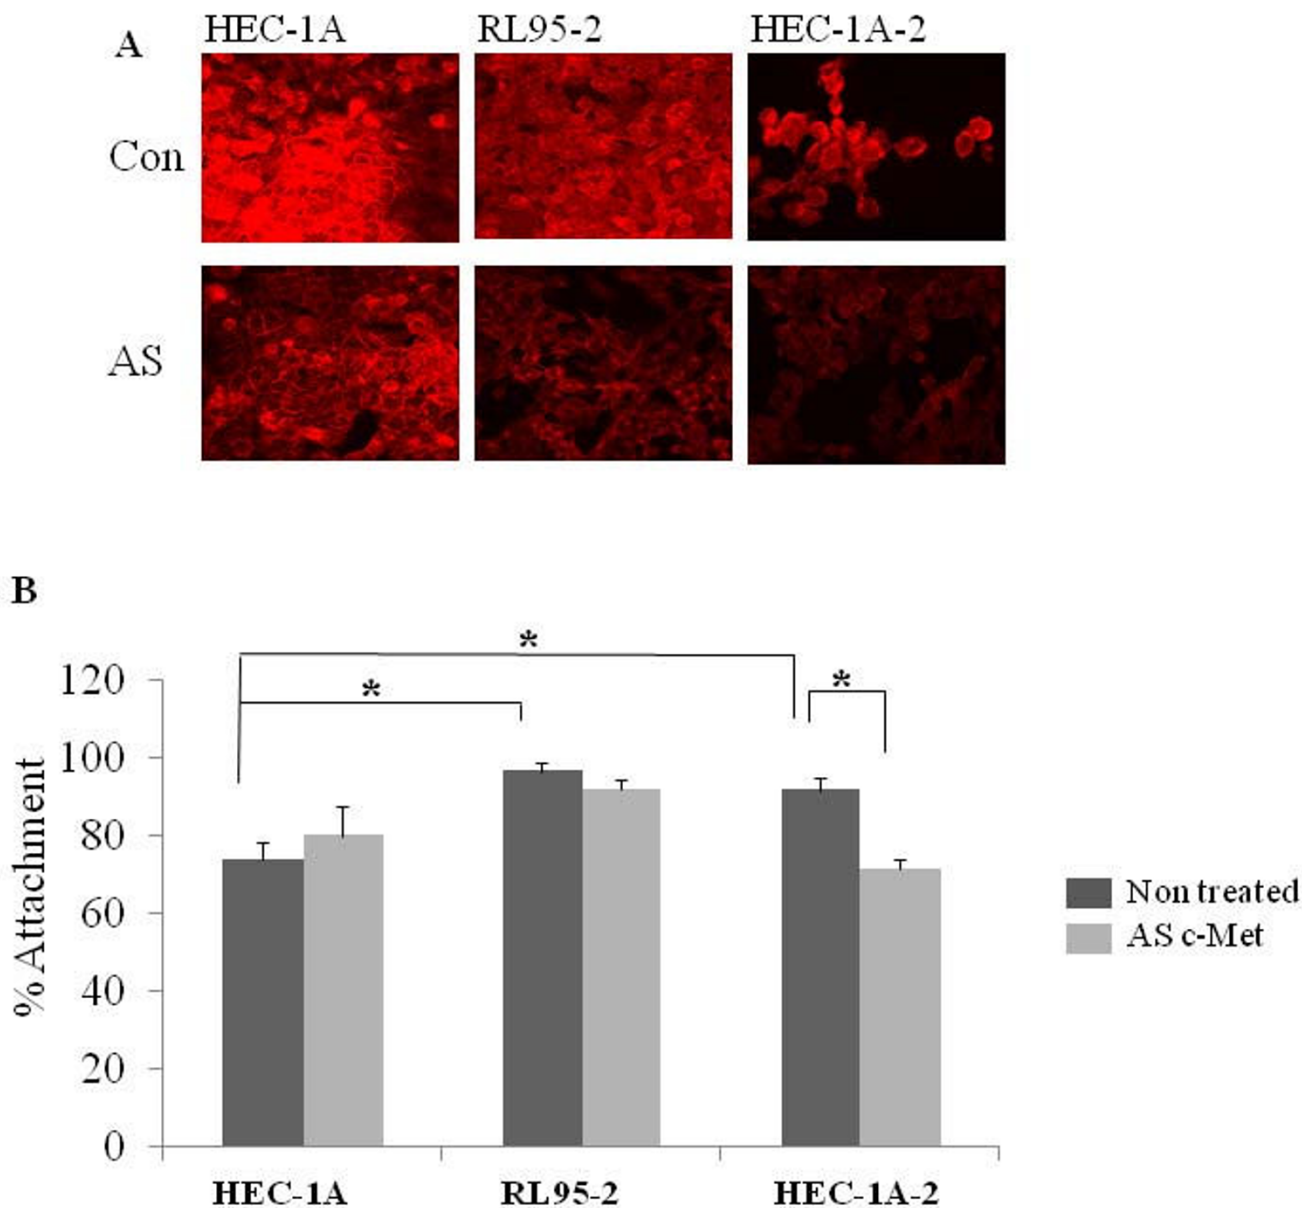 A
HEC-1A RL95-2 HEC-1A-2
Con
AS
B
*
*
*
% Attachment
120
100
80
60
40
20
0
HEC-1A RL95-2 HEC-1A-2
Non treated
AS c-Met